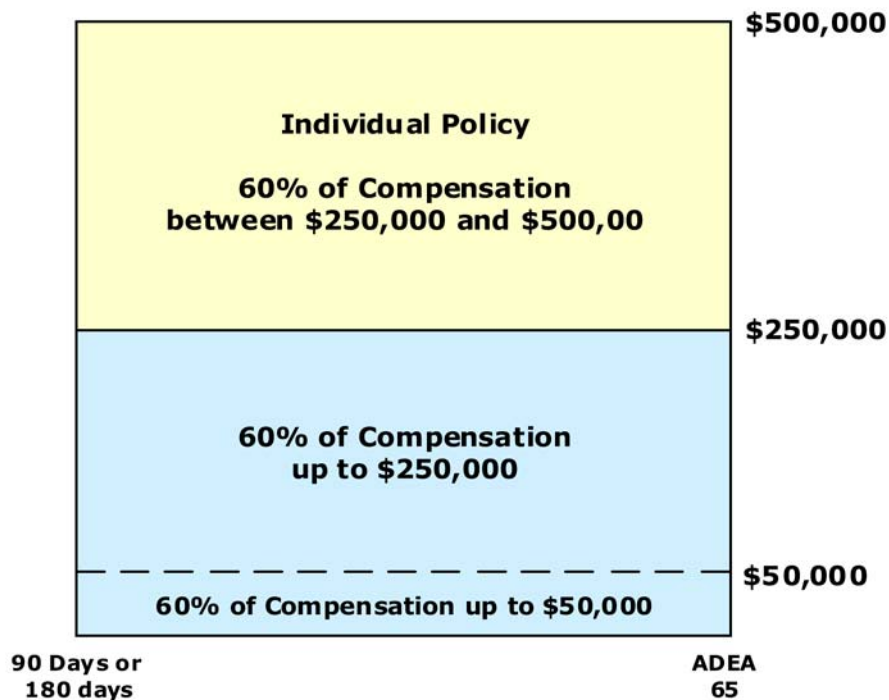 $500,000
Individual Policy
60% of Compensation
between $250,000 and $500,00
$250,000
60% of Compensation
up to $250,000
$50,000
60% of Compensation up to $50,000
90 Days or
180 days
ADEA
65